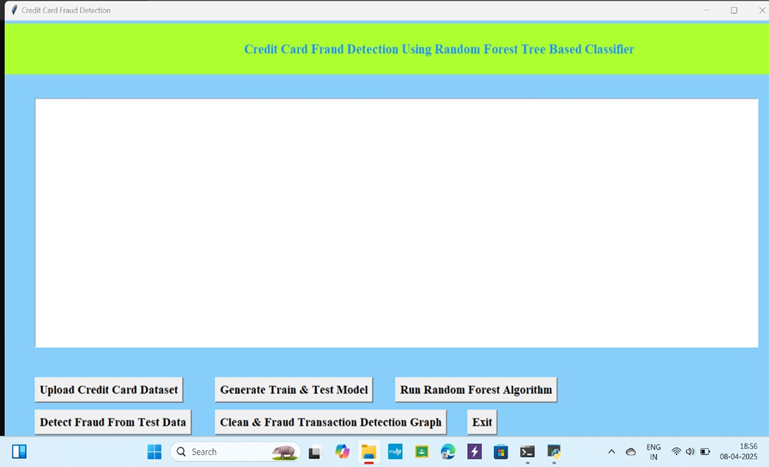 Credit Card Fraud Detection
Credit Card Fraud Detection Using Random Forest Tree Based Classifier
Upload Credit Card Dataset
Generate Train & Test Model
Run Random Forest Algorithm
Detect Fraud From Test Data
Clean & Fraud Transaction Detection Graph
Exit
Search
ENG
IN
18:56
08-04-2025